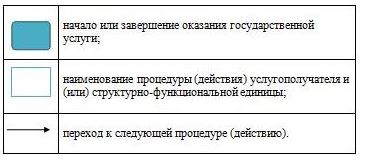 начало или завершение оказания государственной
услуги;
наименование процедуры (действия) услугополучателя и
(или) структурно-функциональной единицы;
переход к следующей процедуре (действию).